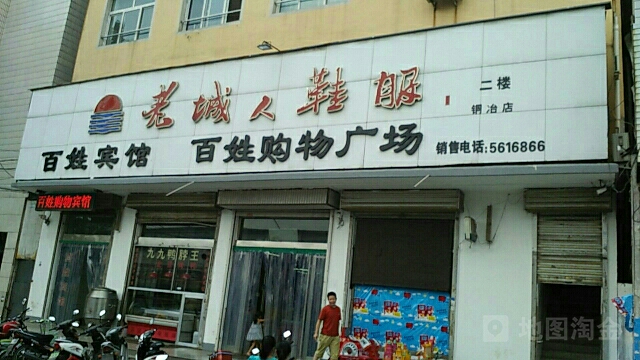 老城人鞋服
二楼
钢冶店
百姓宾馆 百姓购物广场 销售电话:5616866
百姓购物宾馆
九九鸭脖王
地图淘金